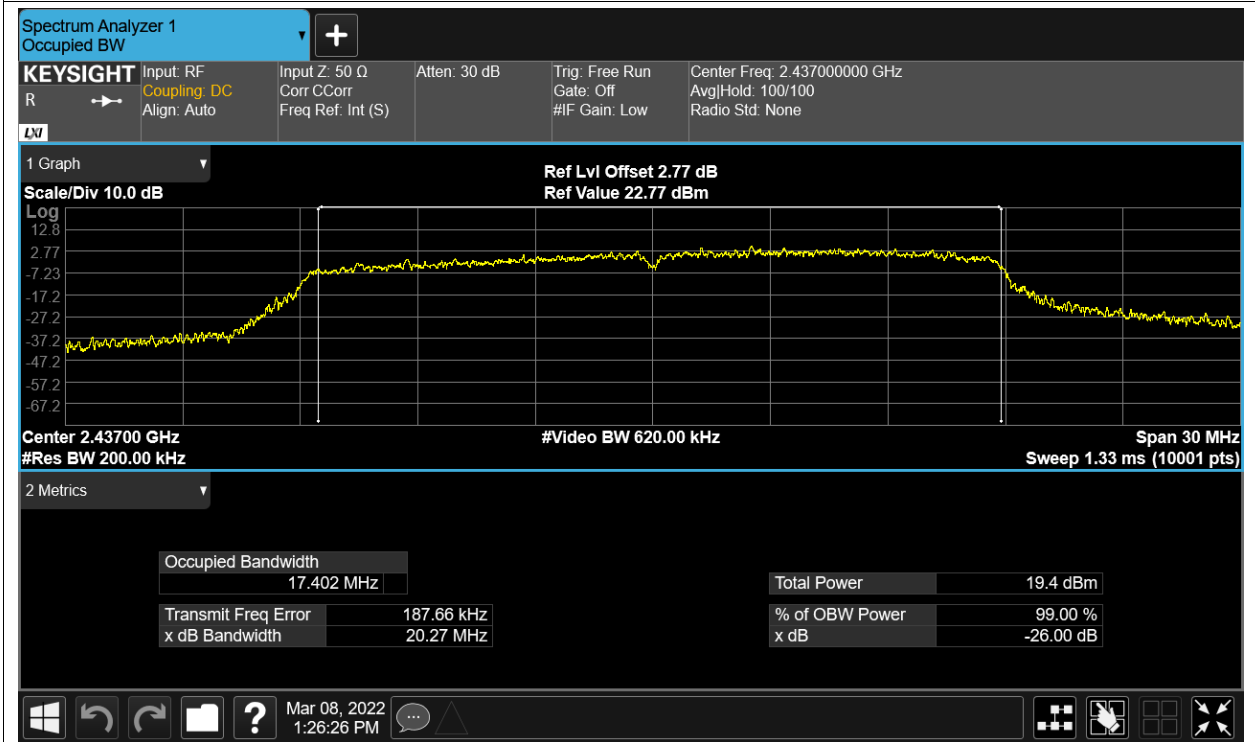 Spectrum Analyzer 1
Occupied BW
KEYSIGHT
R
LXI
Input: RF
Coupling: DC
Align: Auto
Input Z: 50 Ω
Corr CCorr
Freq Ref: Int (S)
Atten: 30 dB
Trig: Free Run
Gate: Off
#IF Gain: Low
Center Freq: 2.437000000 GHz
Avg|Hold: 100/100
Radio Std: None
1 Graph
Scale/Div 10.0 dB
Ref Lvl Offset 2.77 dB
Ref Value 22.77 dBm
Log
12.8
2.77
-7.23
-17.2
-27.2
-37.2
-47.2
-57.2
-67.2
Center 2.43700 GHz
#Video BW 620.00 kHz
Span 30 MHz
#Res BW 200.00 kHz
Sweep 1.33 ms (10001 pts)
2 Metrics
Occupied Bandwidth
17.402 MHz
Total Power 19.4 dBm
Transmit Freq Error 187.66 kHz
% of OBW Power 99.00 %
x dB Bandwidth 20.27 MHz
x dB -26.00 dB
?
Mar 08, 2022
1:26:26 PM